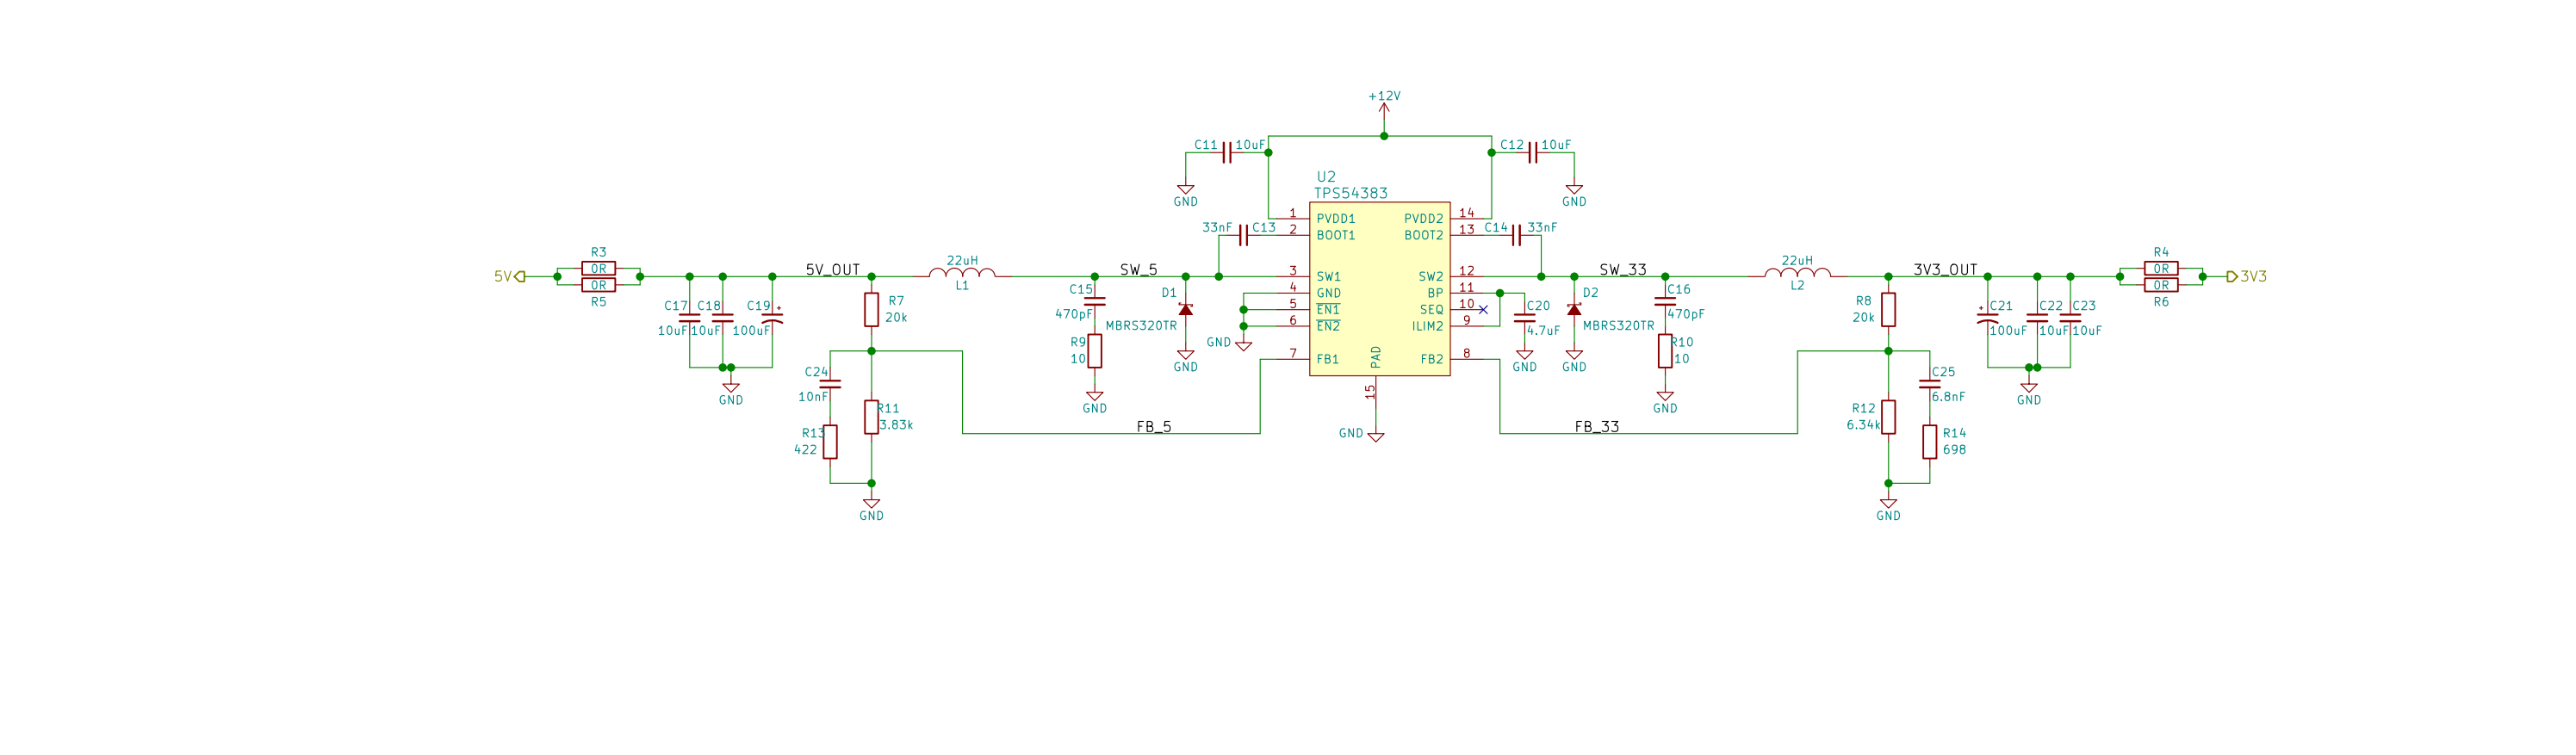 +12V
C11 10uF
C12 10uF
GND
GND
U2
TPS54383
1 PVDD1
2 BOOT1
3 SW1
4 GND
5 EN1
6 EN2
7 FB1
PVDD2 14
BOOT2 13
SW2 12
BP 11
SEQ 10
ILIM2 9
FB2 8
PAD
15
GND
33nF C13
C14 33nF
5V
R3
0R
0R
R5
C17
10uF
C18
10uF
C19
100uF
GND
5V_OUT
R7
20k
22uH
L1
SW_5
C15
470pF
R9
10
GND
D1
MBRS320TR
GND
GND
C24
10nF
R13
422
R11
3.83k
GND
FB_5
C20
4.7uF
GND
D2
MBRS320TR
GND
SW_33
C16
470pF
R10
10
GND
22uH
L2
FB_33
R8
20k
3V3_OUT
C25
6.8nF
R12
6.34k
R14
698
GND
C21
100uF
C22
10uF
C23
10uF
GND
R4
0R
0R
R6
3V3